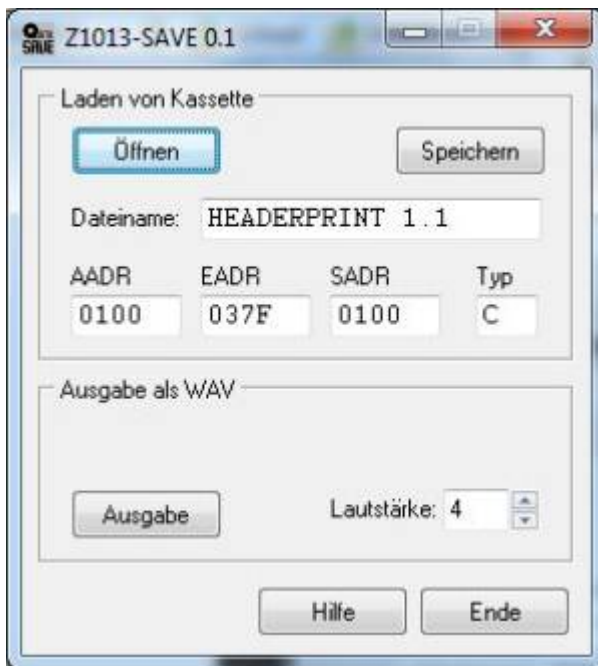 Z1013-SAVE 0.1
Laden von Kassette
Öffnen Speichern
Dateiname: HEADERPRINT 1.1
AADR EADR SADR Typ
0100 037F 0100 C
Ausgabe als WAV
Ausgabe Lautstärke: 4
Hilfe Ende